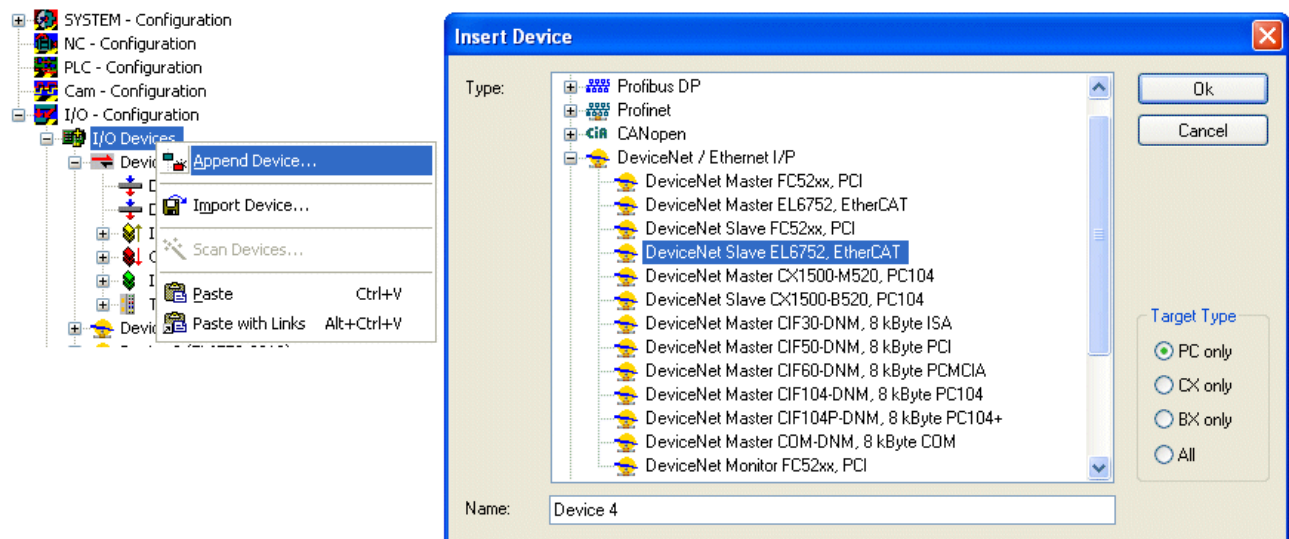 SYSTEM - Configuration
NC - Configuration
PLC - Configuration
Cam - Configuration
I/O - Configuration
I/O Devices
Append Device...
Import Device...
Scan Devices...
Paste Ctrl+V
Paste with Links Alt+Ctrl+V
Insert Device
Type:
Profibus DP
Profinet
CiA CANopen
DeviceNet / Ethernet I/P
DeviceNet Master FC52xx, PCI
DeviceNet Master EL6752, EtherCAT
DeviceNet Slave FC52xx, PCI
DeviceNet Slave EL6752, EtherCAT
DeviceNet Master CX1500-M520, PC104
DeviceNet Slave CX1500-B520, PC104
DeviceNet Master CIF30-DNM, 8 kByte ISA
DeviceNet Master CIF50-DNM, 8 kByte PCI
DeviceNet Master CIF60-DNM, 8 kByte PCMCIA
DeviceNet Master CIF104-DNM, 8 kByte PC104
DeviceNet Master CIF104P-DNM, 8 kByte PC104+
DeviceNet Master COM-DNM, 8 kByte COM
DeviceNet Monitor FC52xx, PCI
Ok
Cancel
Target Type
PC only
CX only
BX only
All
Name:
Device 4